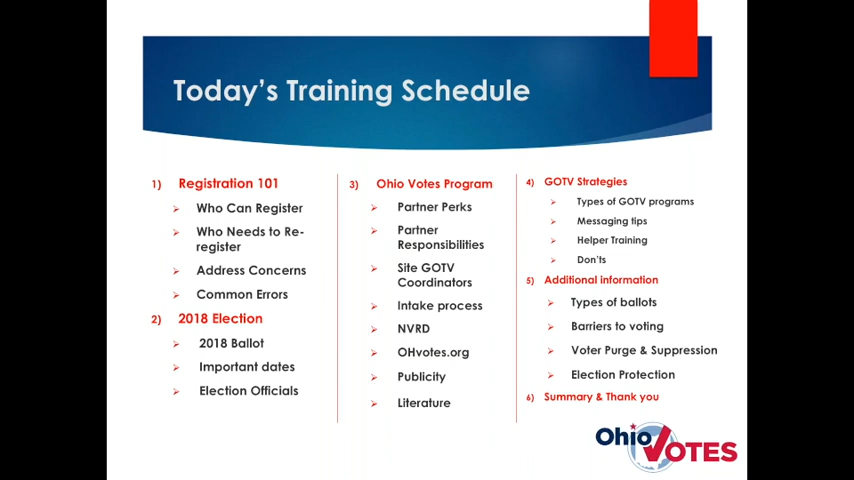 Today's Training Schedule
1) Registration 101
Who Can Register
Who Needs to Re-
register
Address Concerns
Common Errors
2) 2018 Election
2018 Ballot
Important dates
Election Officials
3) Ohio Votes Program
Partner Perks
Partner
Responsibilities
Site GOTV
Coordinators
Intake process
NVRD
OHvotes.org
Publicity
Literature
4) GOTV Strategies
Types of GOTV programs
Messaging tips
Helper Training
Don'ts
5) Additional information
Types of ballots
Barriers to voting
Voter Purge & Suppression
Election Protection
6) Summary & Thank you
Ohio
VOTES